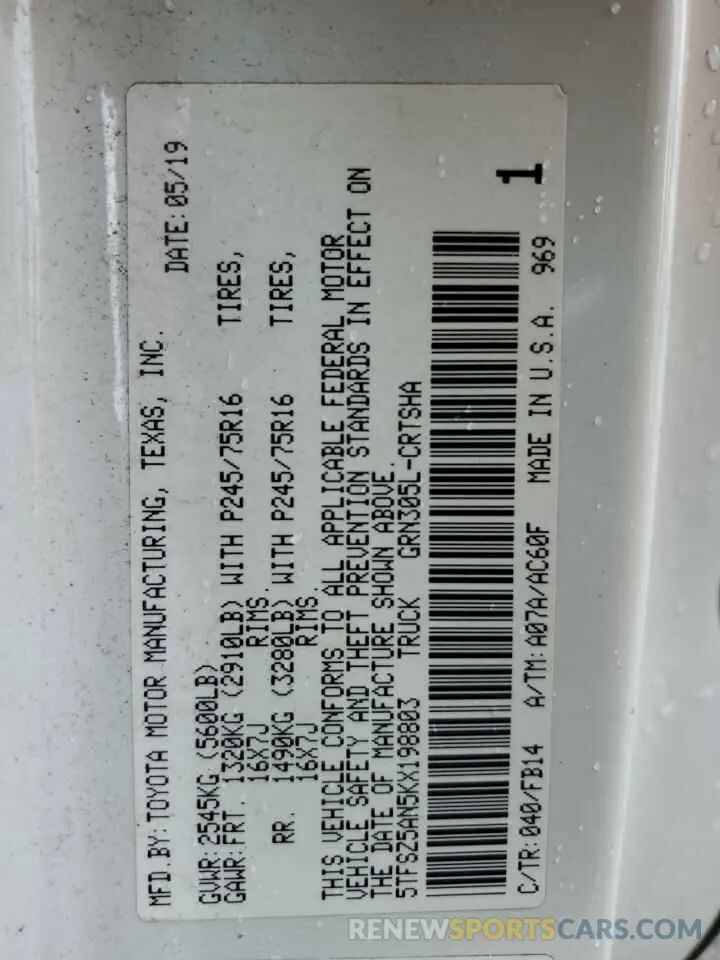 MFD.BY:TOYOTA MOTOR MANUFACTURING, TEXAS, INC.
DATE:05/19
GVWR:2545KG(5600LB)
GAWR:FRT. 1320KG (2910LB) WITH P245/75R16 TIRES,
16X7J RIMS.
RR. 1490KG (3280LB) WITH P245/75R16 TIRES,
16X7J RIMS.
THIS VEHICLE CONFORMS TO ALL APPLICABLE FEDERAL MOTOR
VEHICLE SAFETY AND THEFT PREVENTION STANDARDS IN EFFECT ON
THE DATE OF MANUFACTURE SHOWN ABOVE.
5TFSZ5AN5KX198803 TRUCK GRN305L-CRTSHA
1
C/TR:040/FB14 A/TM:A07A/AC60F MADE IN U.S.A. 969
RENEWSPORTSCARS.COM